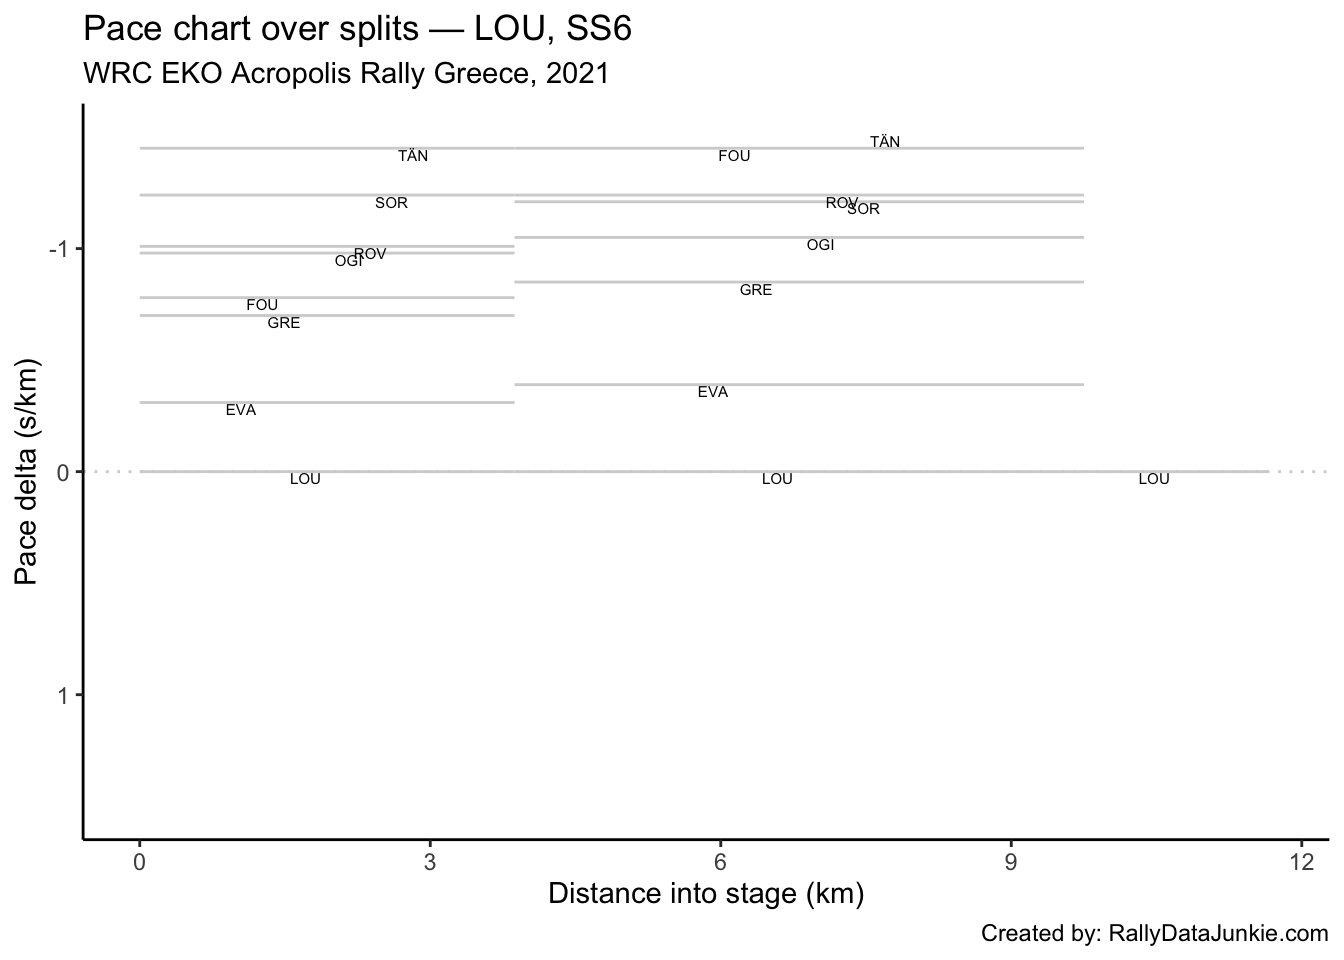 Pace chart over splits — LOU, SS6
WRC EKO Acropolis Rally Greece, 2021
TÄN
TÄN
FOU
SOR
ROV
SOR
-1
ROV
OGI
OGI
GRE
FOU
GRE
EVA
EVA
0
LOU
LOU
LOU
1
Pace delta (s/km)
0 3 6 9 12
Distance into stage (km)
Created by: RallyDataJunkie.com